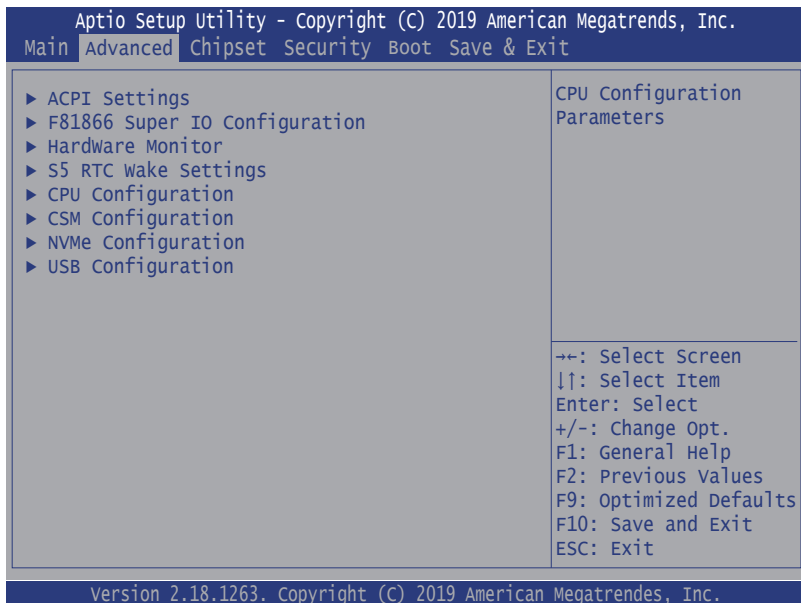 Aptio Setup Utility - Copyright (C) 2019 American Megatrends, Inc.
Main Advanced Chipset Security Boot Save & Exit
▶ ACPI Settings
▶ F81866 Super IO Configuration
▶ HardWare Monitor
▶ S5 RTC Wake Settings
▶ CPU Configuration
▶ CSM Configuration
▶ NVMe Configuration
▶ USB Configuration
CPU Configuration
Parameters
→←: Select Screen
↓↑: Select Item
Enter: Select
+/-: Change Opt.
F1: General Help
F2: Previous Values
F9: Optimized Defaults
F10: Save and Exit
ESC: Exit
Version 2.18.1263. Copyright (C) 2019 American Megatrendes, Inc.